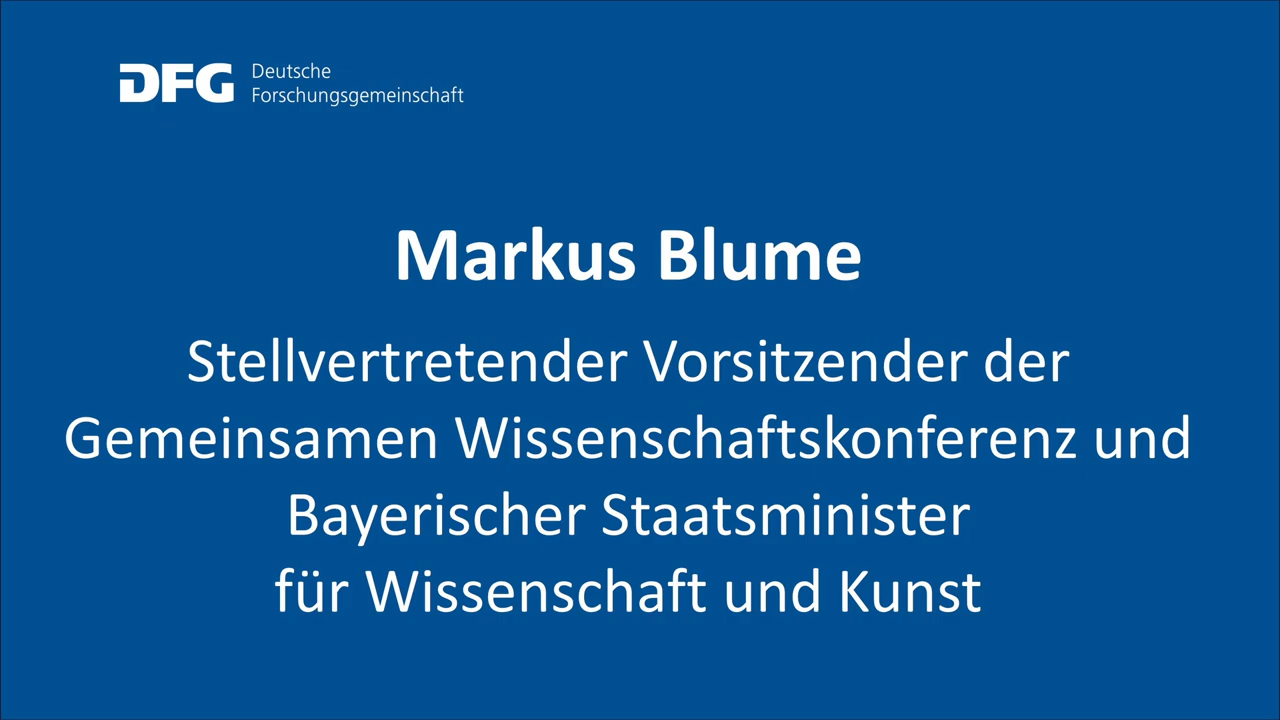 DFG Deutsche
Forschungsgemeinschaft
Markus Blume
Stellvertretender Vorsitzender der
Gemeinsamen Wissenschaftskonferenz und
Bayerischer Staatsminister
für Wissenschaft und Kunst